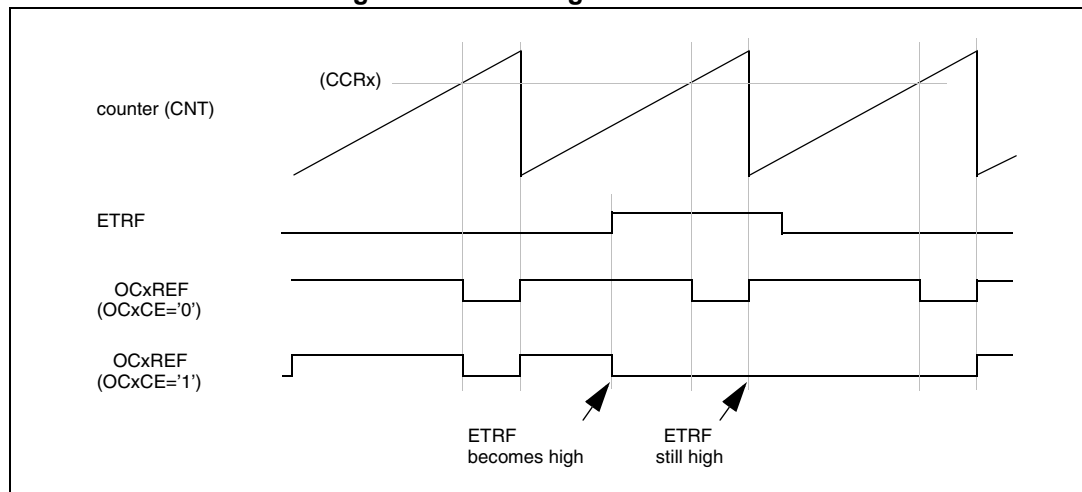 (CCRx)
counter (CNT)
ETRF
OCxREF
(OCxCE='0')
OCxREF
(OCxCE='1')
ETRF
becomes high
ETRF
still high